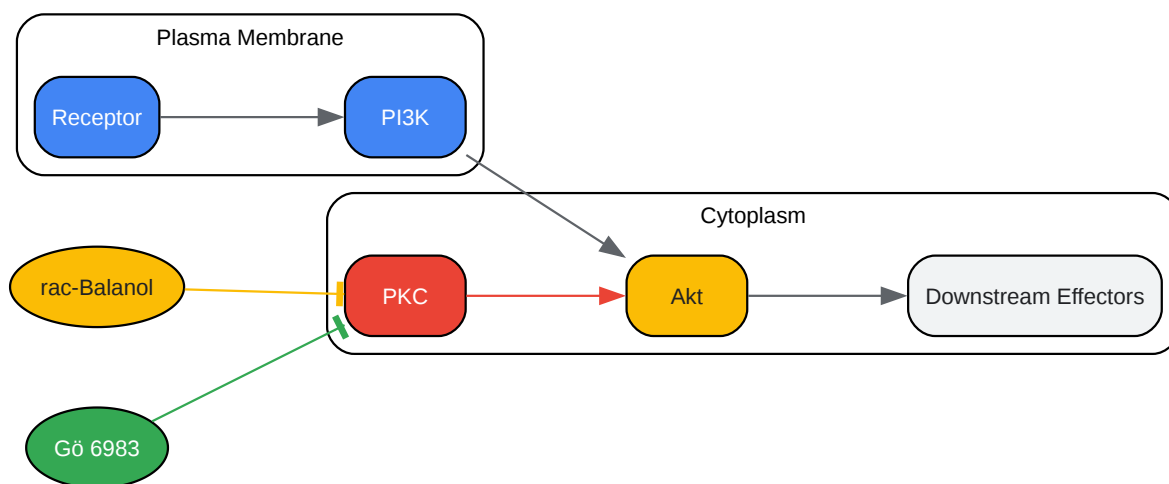 Plasma Membrane
Receptor
PI3K
Cytoplasm
rac-Balanol
PKC
Akt
Downstream Effectors
Gö 6983